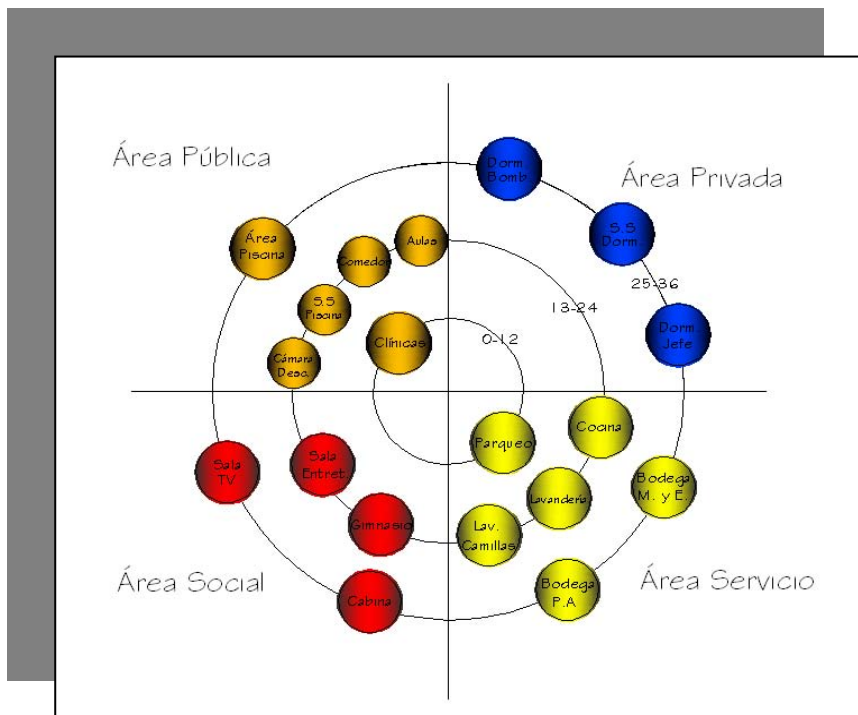 Área Pública
Área Privada
Dorm.
Bomb.
S.S
Dorm.
Dorm.
Jefe
25-36
13-24
0-12
Área
Piscina
Aulas
Comedor
S.S
Piscina
Cámara
Desc.
Clínicas
Sala
TV
Sala
Entret.
Gimnasio
Cabina
Área Social
Parqueo
Cocina
Lavandería
Lav.
Camillas
Bodega
M. y E.
Bodega
P.A
Área Servicio